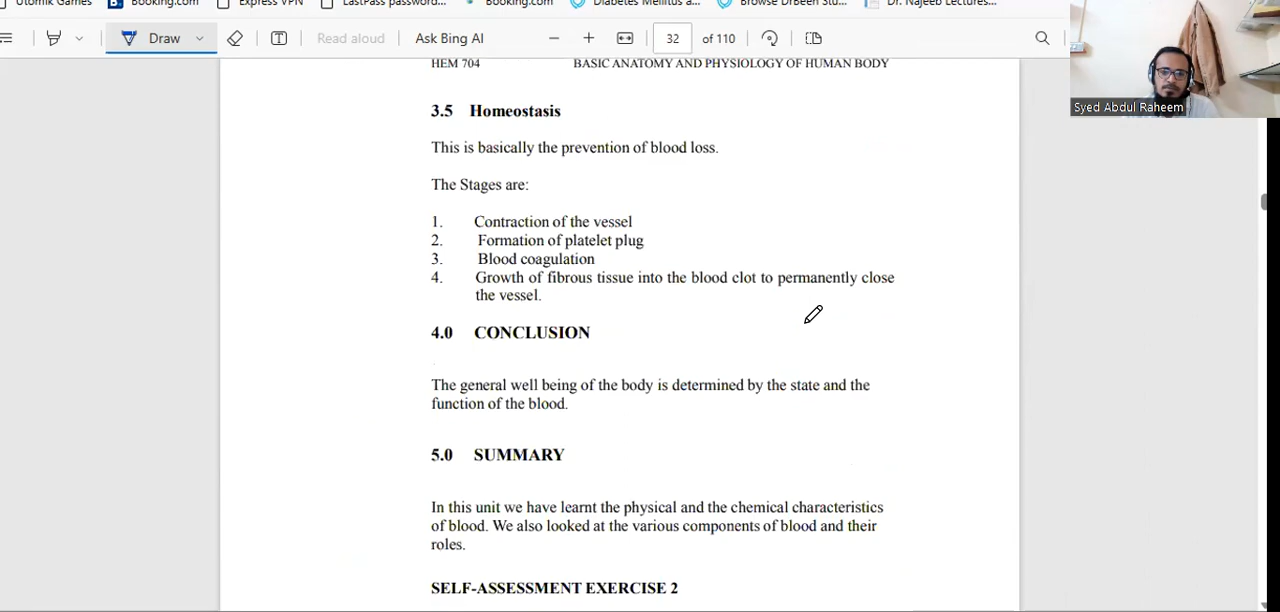 Utomik Games
Booking.com
Express VPN
LastPass password...
Booking.com
Diabetes Mellitus a...
Browse DrBeen Stu...
Dr. Najeeb Lectures...
Draw
Read aloud
Ask Bing AI
32
of 110
Syed Abdul Raheem
HEM 704 BASIC ANATOMY AND PHYSIOLOGY OF HUMAN BODY
3.5 Homeostasis
This is basically the prevention of blood loss.
The Stages are:
1. Contraction of the vessel
2. Formation of platelet plug
3. Blood coagulation
4. Growth of fibrous tissue into the blood clot to permanently close
the vessel.
4.0 CONCLUSION
The general well being of the body is determined by the state and the
function of the blood.
5.0 SUMMARY
In this unit we have learnt the physical and the chemical characteristics
of blood. We also looked at the various components of blood and their
roles.
SELF-ASSESSMENT EXERCISE 2